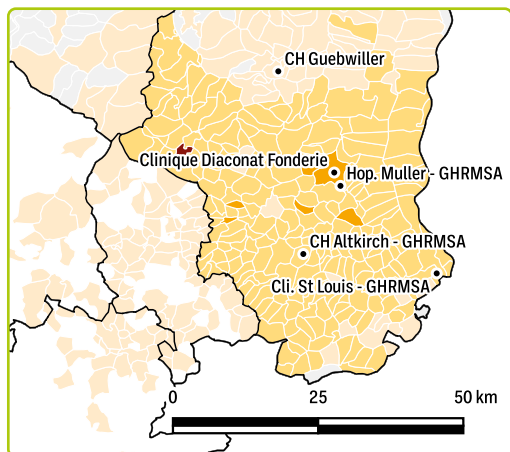 CH Guebwiller
Clinique Diaconat Fonderie
Hop. Muller - GHRMSA
CH Altkirch - GHRMSA
Cli. St Louis - GHRMSA
0 25 50 km